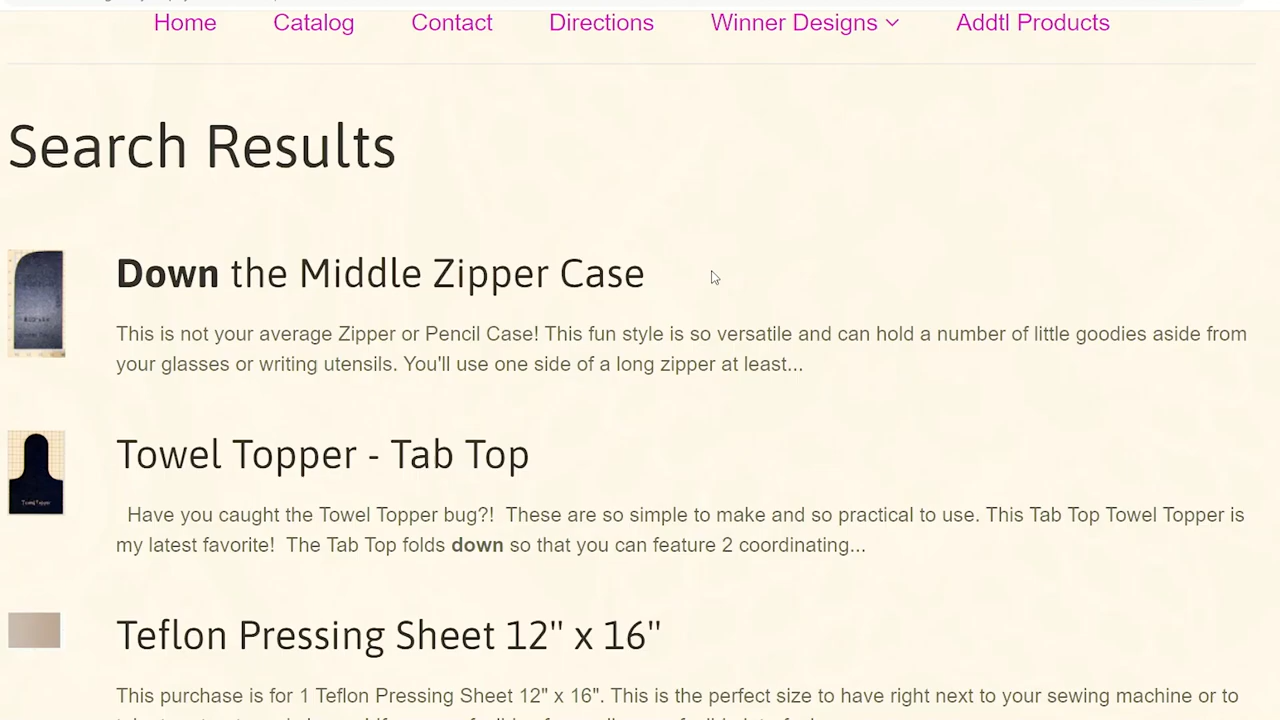 Home Catalog Contact Directions Winner Designs Addtl Products
Search Results
Down the Middle Zipper Case
This is not your average Zipper or Pencil Case! This fun style is so versatile and can hold a number of little goodies aside from
your glasses or writing utensils. You'll use one side of a long zipper at least...
Towel Topper - Tab Top
Have you caught the Towel Topper bug?! These are so simple to make and so practical to use. This Tab Top Towel Topper is
my latest favorite! The Tab Top folds down so that you can feature 2 coordinating...
Towel Topper
Teflon Pressing Sheet 12" x 16"
This purchase is for 1 Teflon Pressing Sheet 12" x 16". This is the perfect size to have right next to your sewing machine or to